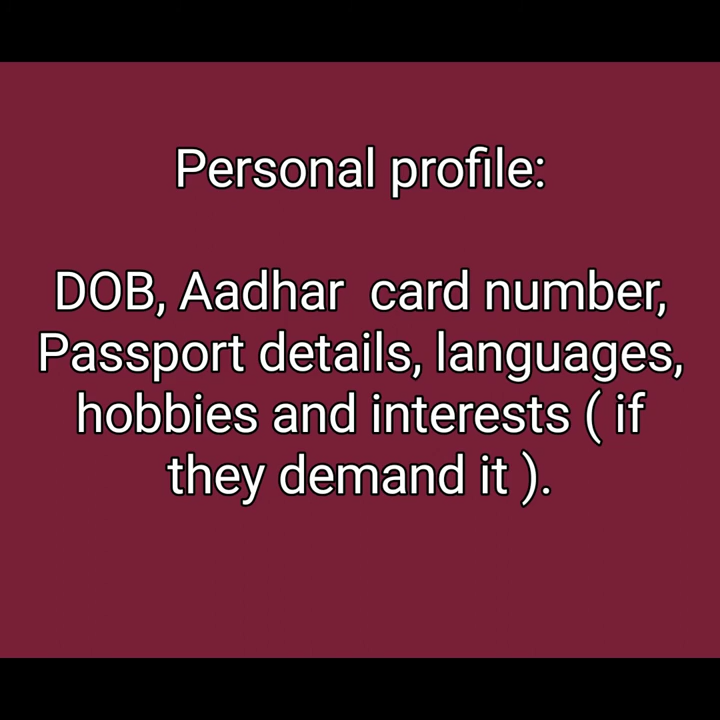 Personal profile:
DOB, Aadhar  card number,
Passport details, languages,
hobbies and interests ( if
they demand it ).